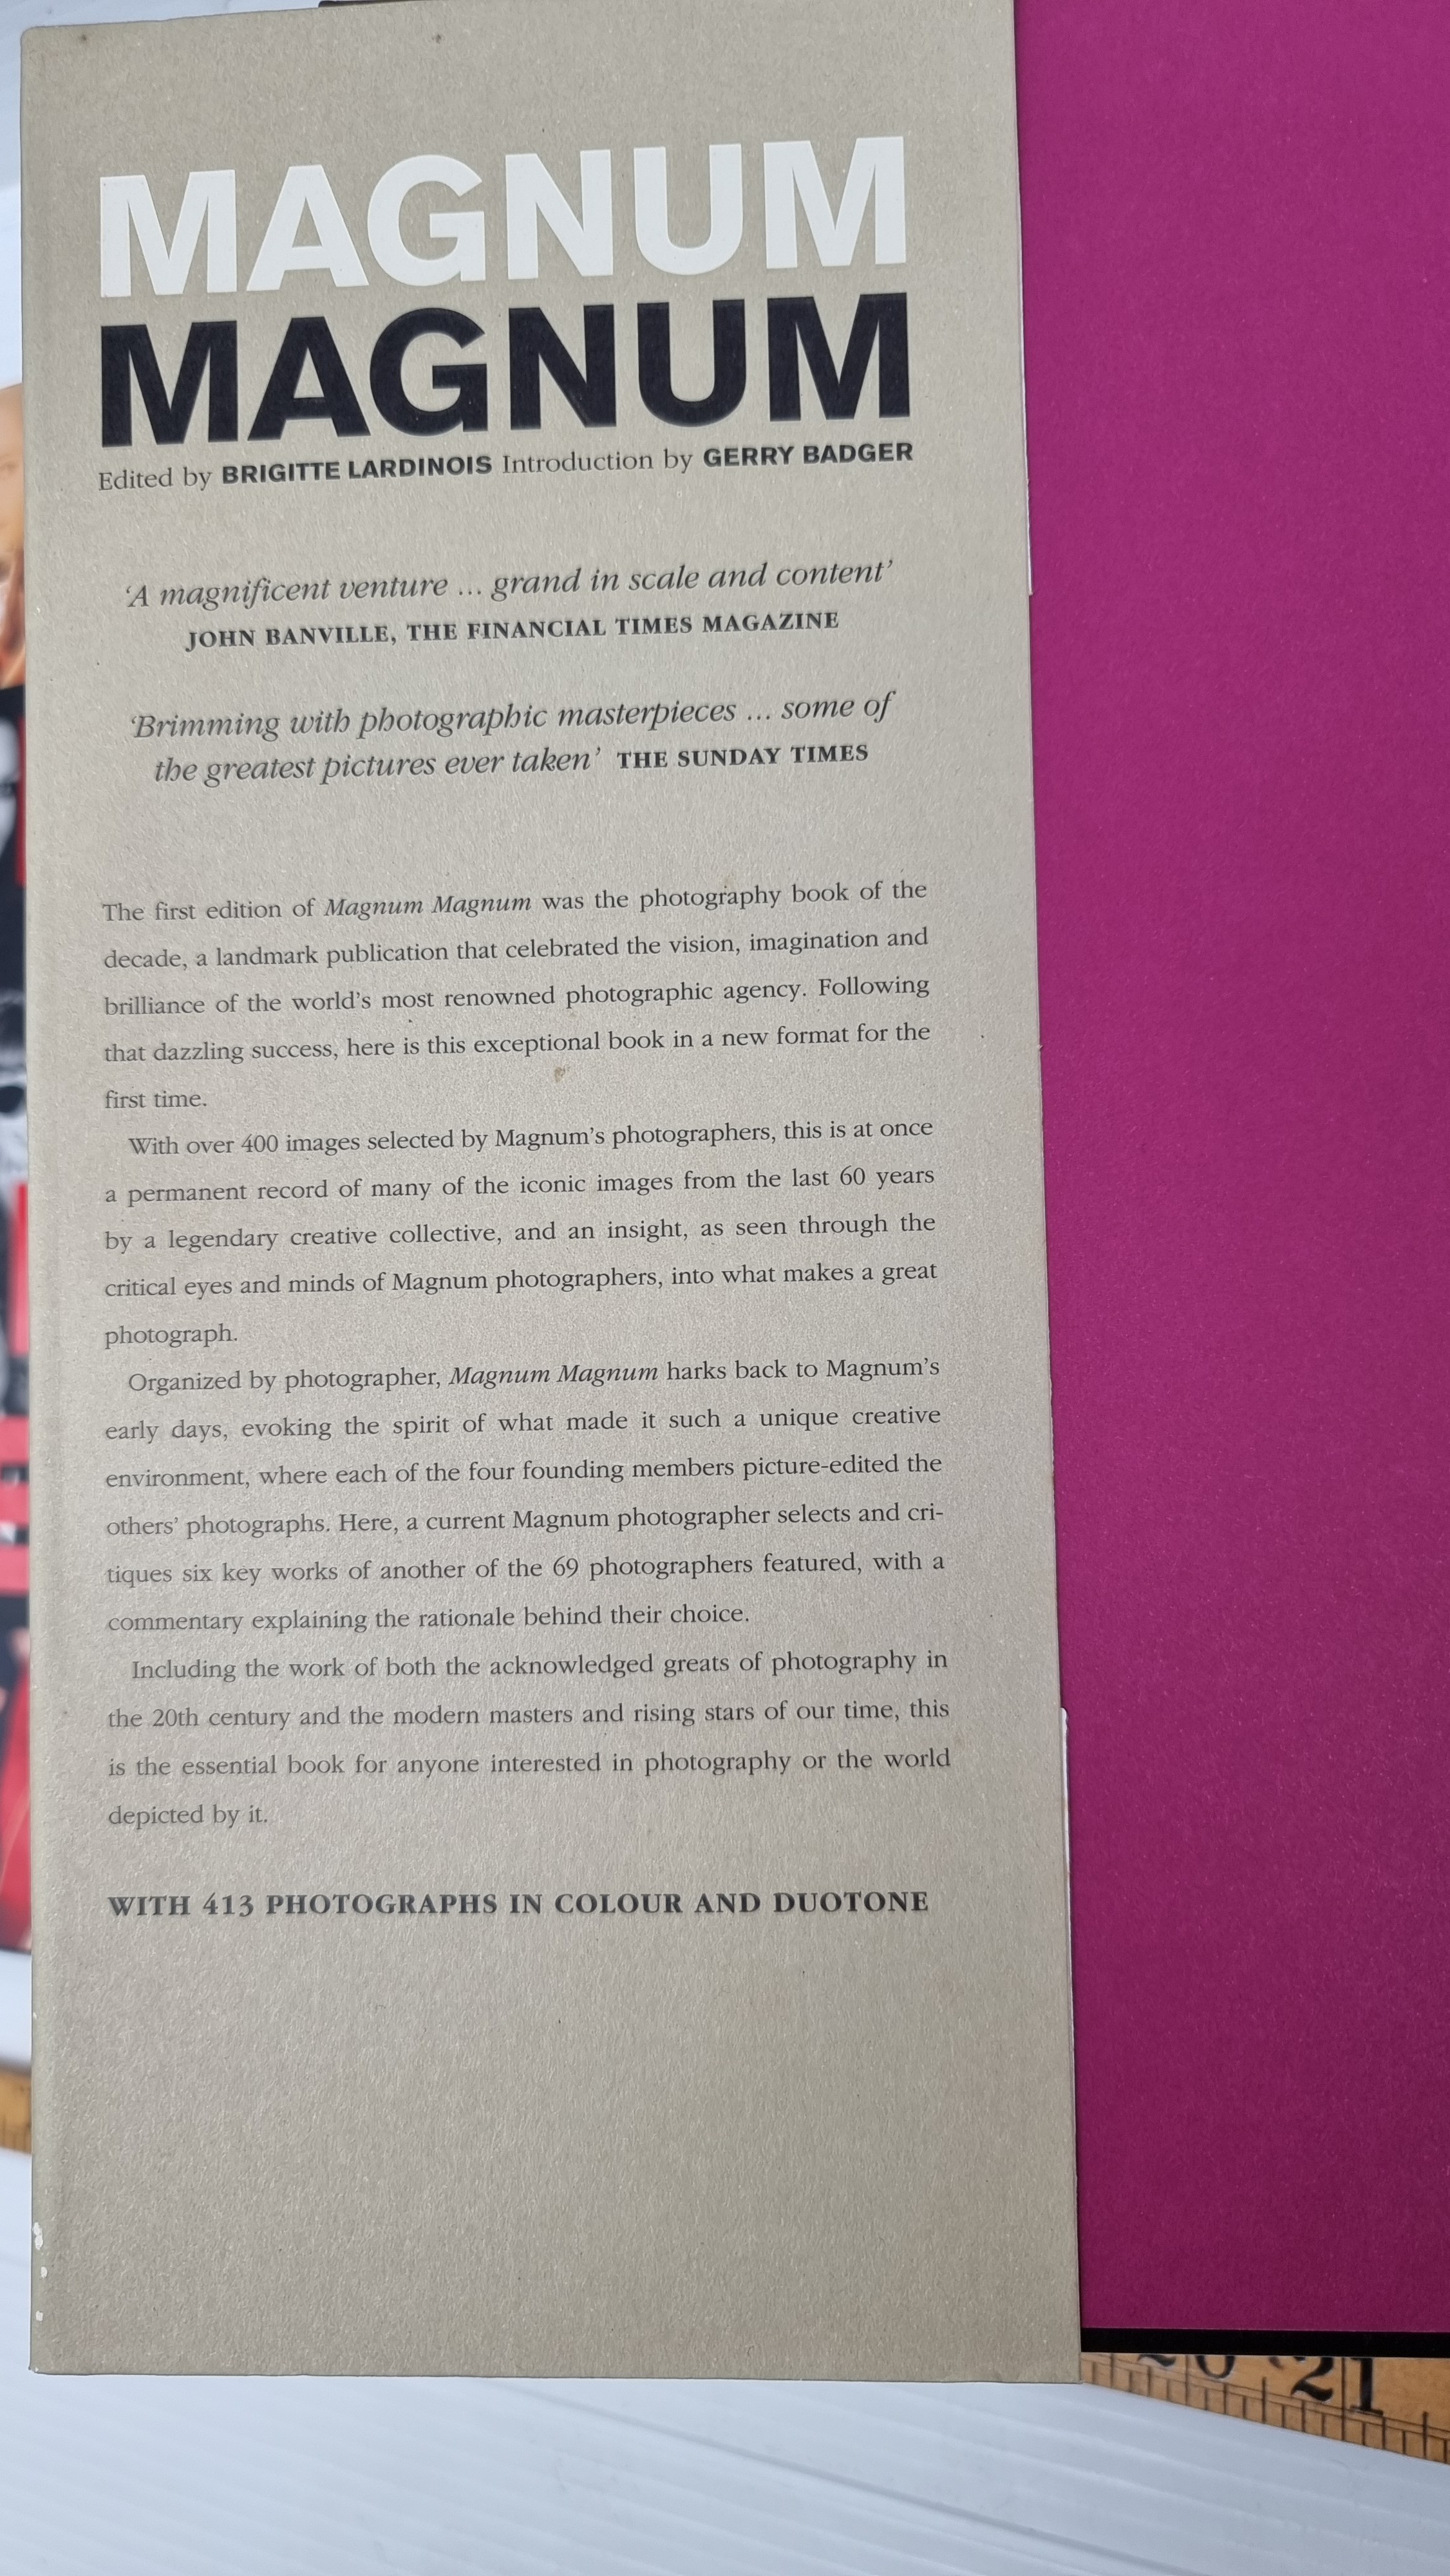 MAGNUM
MAGNUM
Edited by BRIGITTE LARDINOIS Introduction by GERRY BADGER
‘A magnificent venture ... grand in scale and content’
JOHN BANVILLE, THE FINANCIAL TIMES MAGAZINE
‘Brimming with photographic masterpieces ... some of
the greatest pictures ever taken’ THE SUNDAY TIMES
The first edition of Magnum Magnum was the photography book of the
decade, a landmark publication that celebrated the vision, imagination and
brilliance of the world’s most renowned photographic agency. Following
that dazzling success, here is this exceptional book in a new format for the
first time.
With over 400 images selected by Magnum’s photographers, this is at once
a permanent record of many of the iconic images from the last 60 years
by a legendary creative collective, and an insight, as seen through the
critical eyes and minds of Magnum photographers, into what makes a great
photograph.
Organized by photographer, Magnum Magnum harks back to Magnum’s
early days, evoking the spirit of what made it such a unique creative
environment, where each of the four founding members picture-edited the
others’ photographs. Here, a current Magnum photographer selects and cri-
tiques six key works of another of the 69 photographers featured, with a
commentary explaining the rationale behind their choice.
Including the work of both the acknowledged greats of photography in
the 20th century and the modern masters and rising stars of our time, this
is the essential book for anyone interested in photography or the world
depicted by it.
WITH 413 PHOTOGRAPHS IN COLOUR AND DUOTONE
20 21